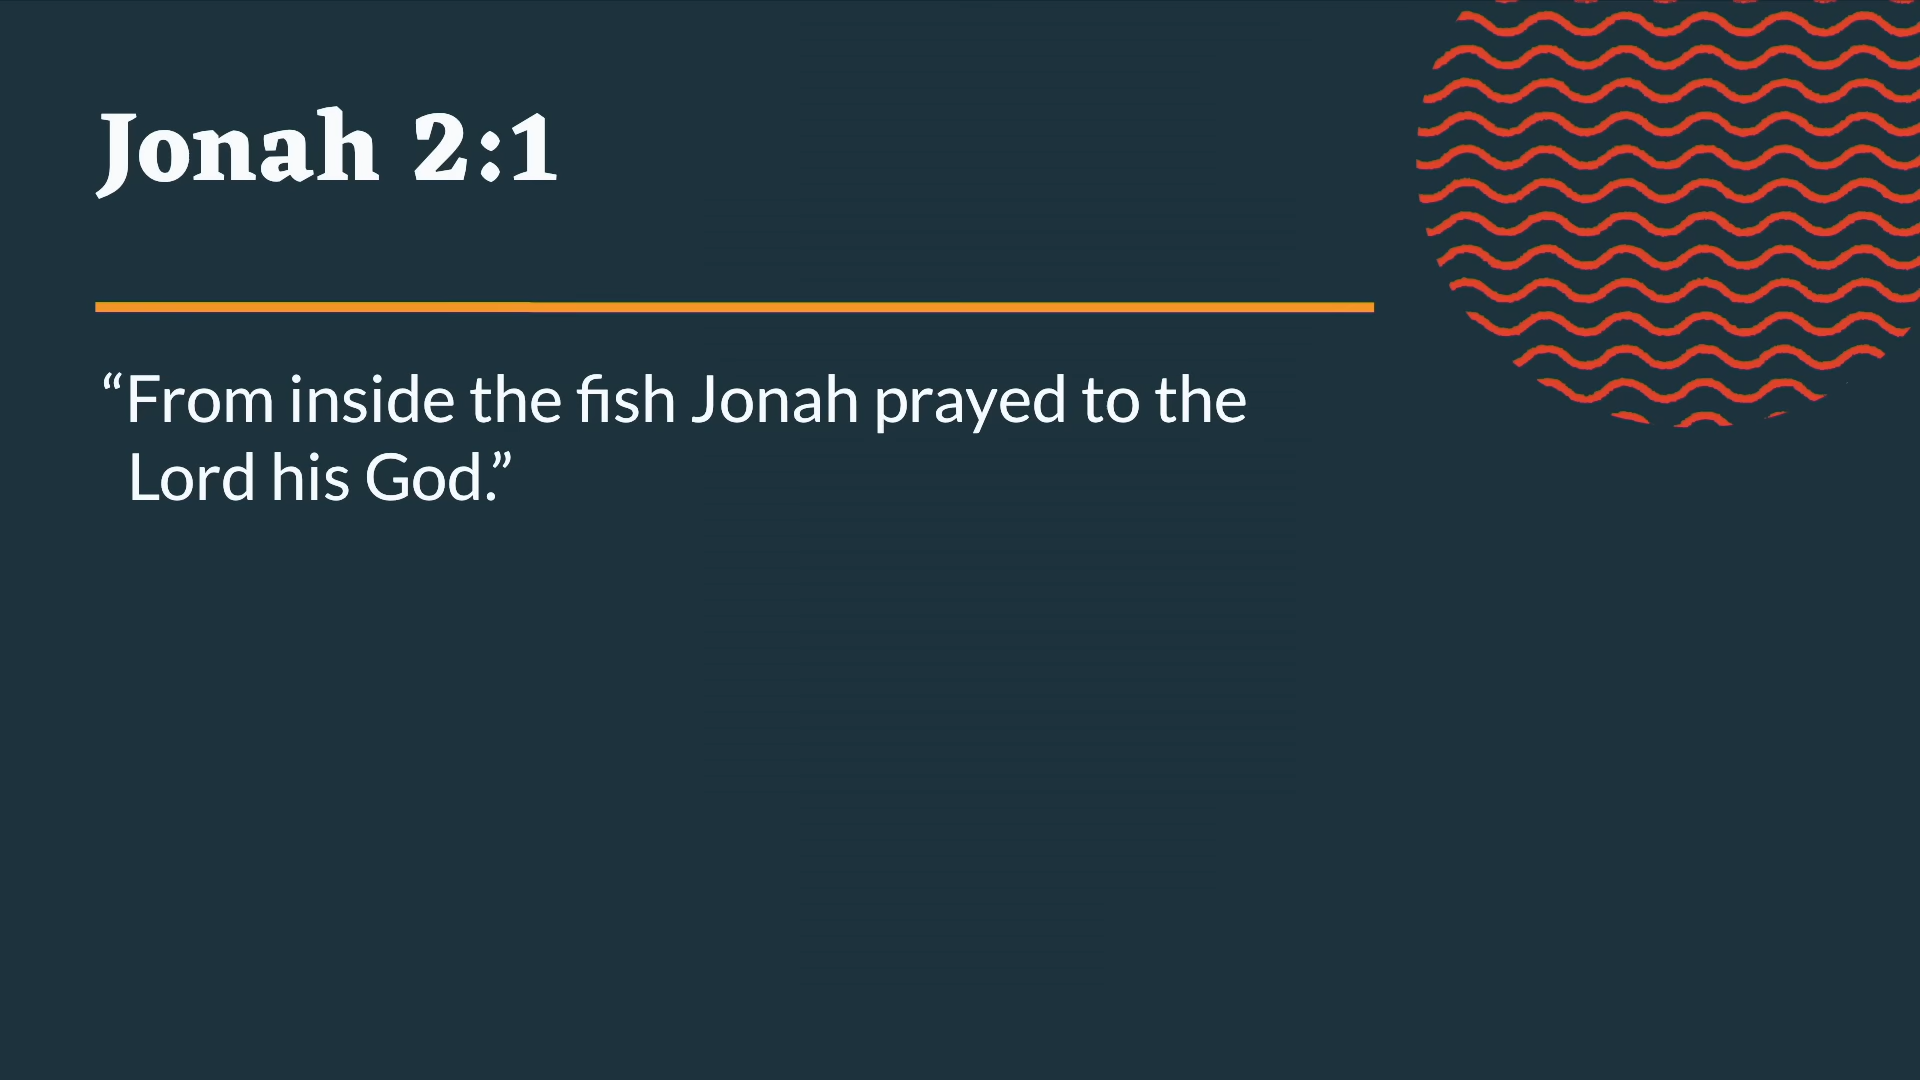 Jonah 2:1
“From inside the fish Jonah prayed to the
Lord his God.”